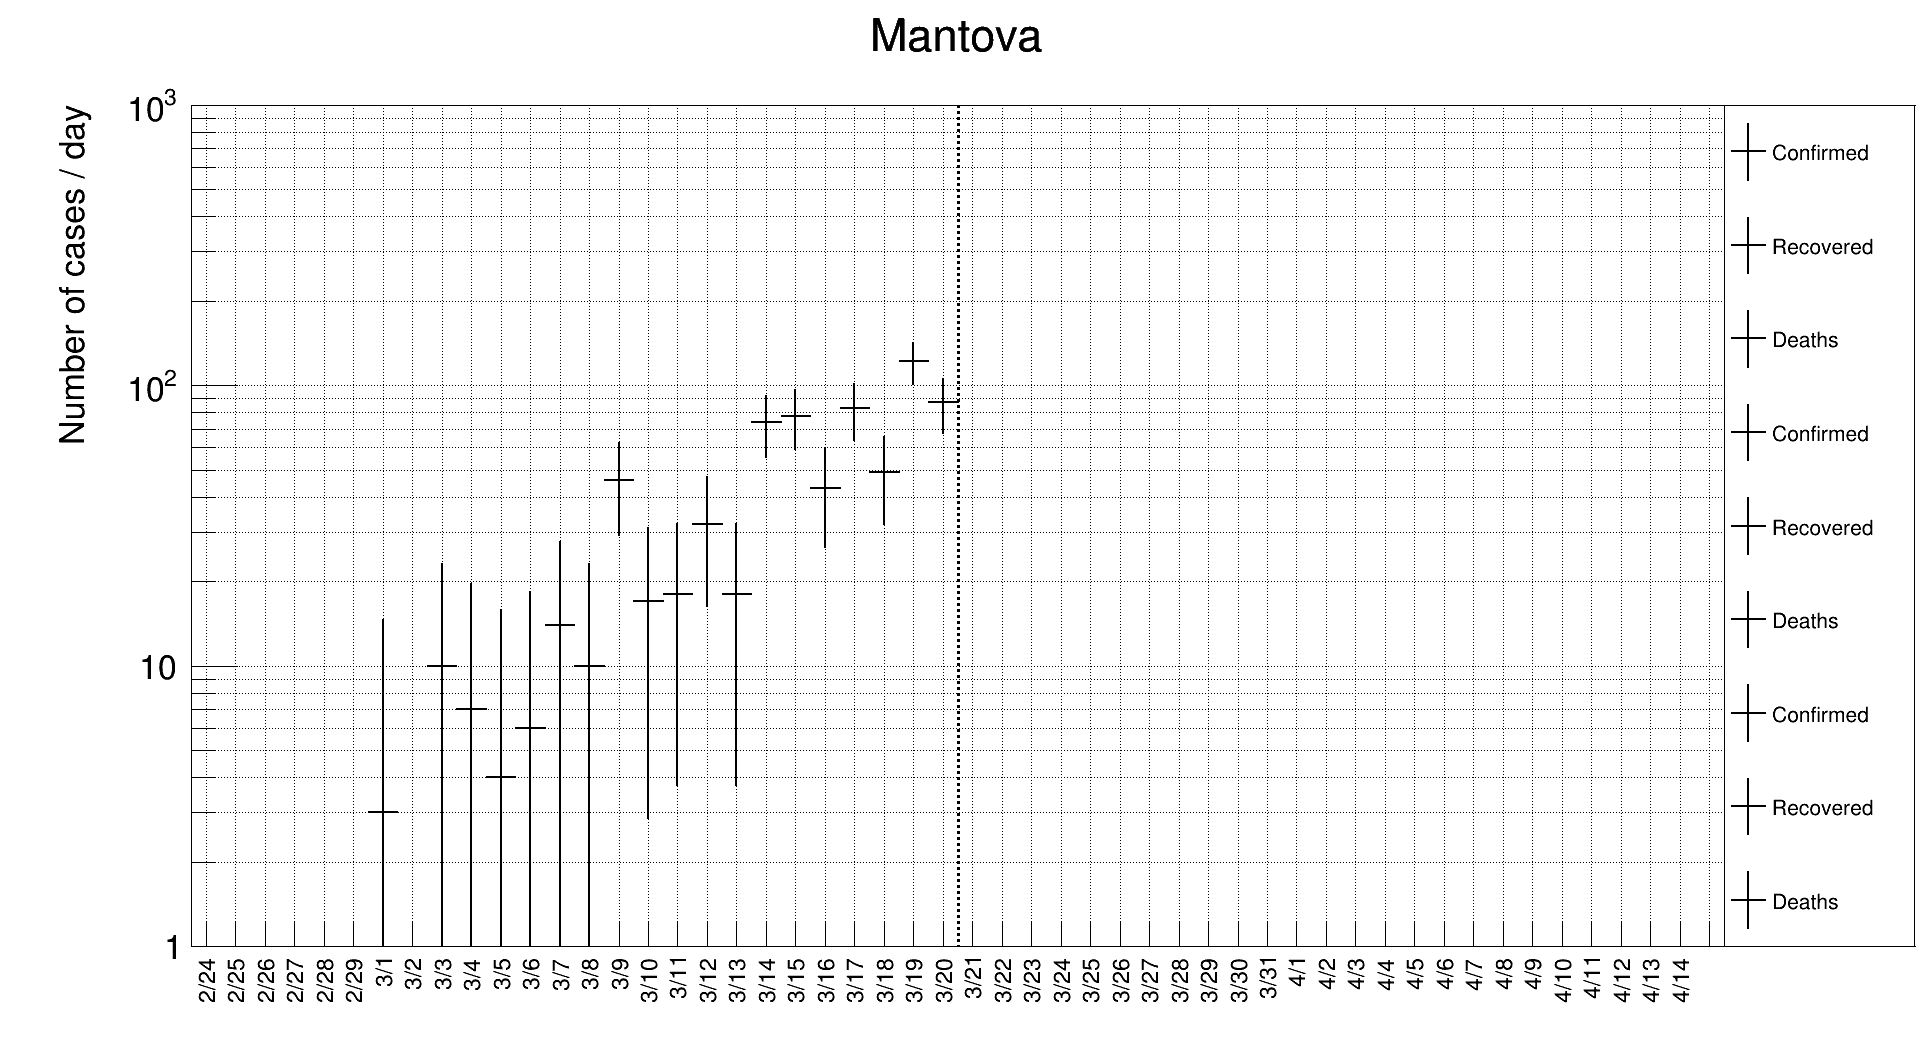 Mantova
Number of cases / day
10³
10²
10
1
2/24 2/25 2/26 2/27 2/28 2/29 3/1 3/2 3/3 3/4 3/5 3/6 3/7 3/8 3/9 3/10 3/11 3/12 3/13 3/14 3/15 3/16 3/17 3/18 3/19 3/20 3/21 3/22 3/23 3/24 3/25 3/26 3/27 3/28 3/29 3/30 3/31 4/1 4/2 4/3 4/4 4/5 4/6 4/7 4/8 4/9 4/10 4/11 4/12 4/13 4/14
Confirmed
Recovered
Deaths
Confirmed
Recovered
Deaths
Confirmed
Recovered
Deaths